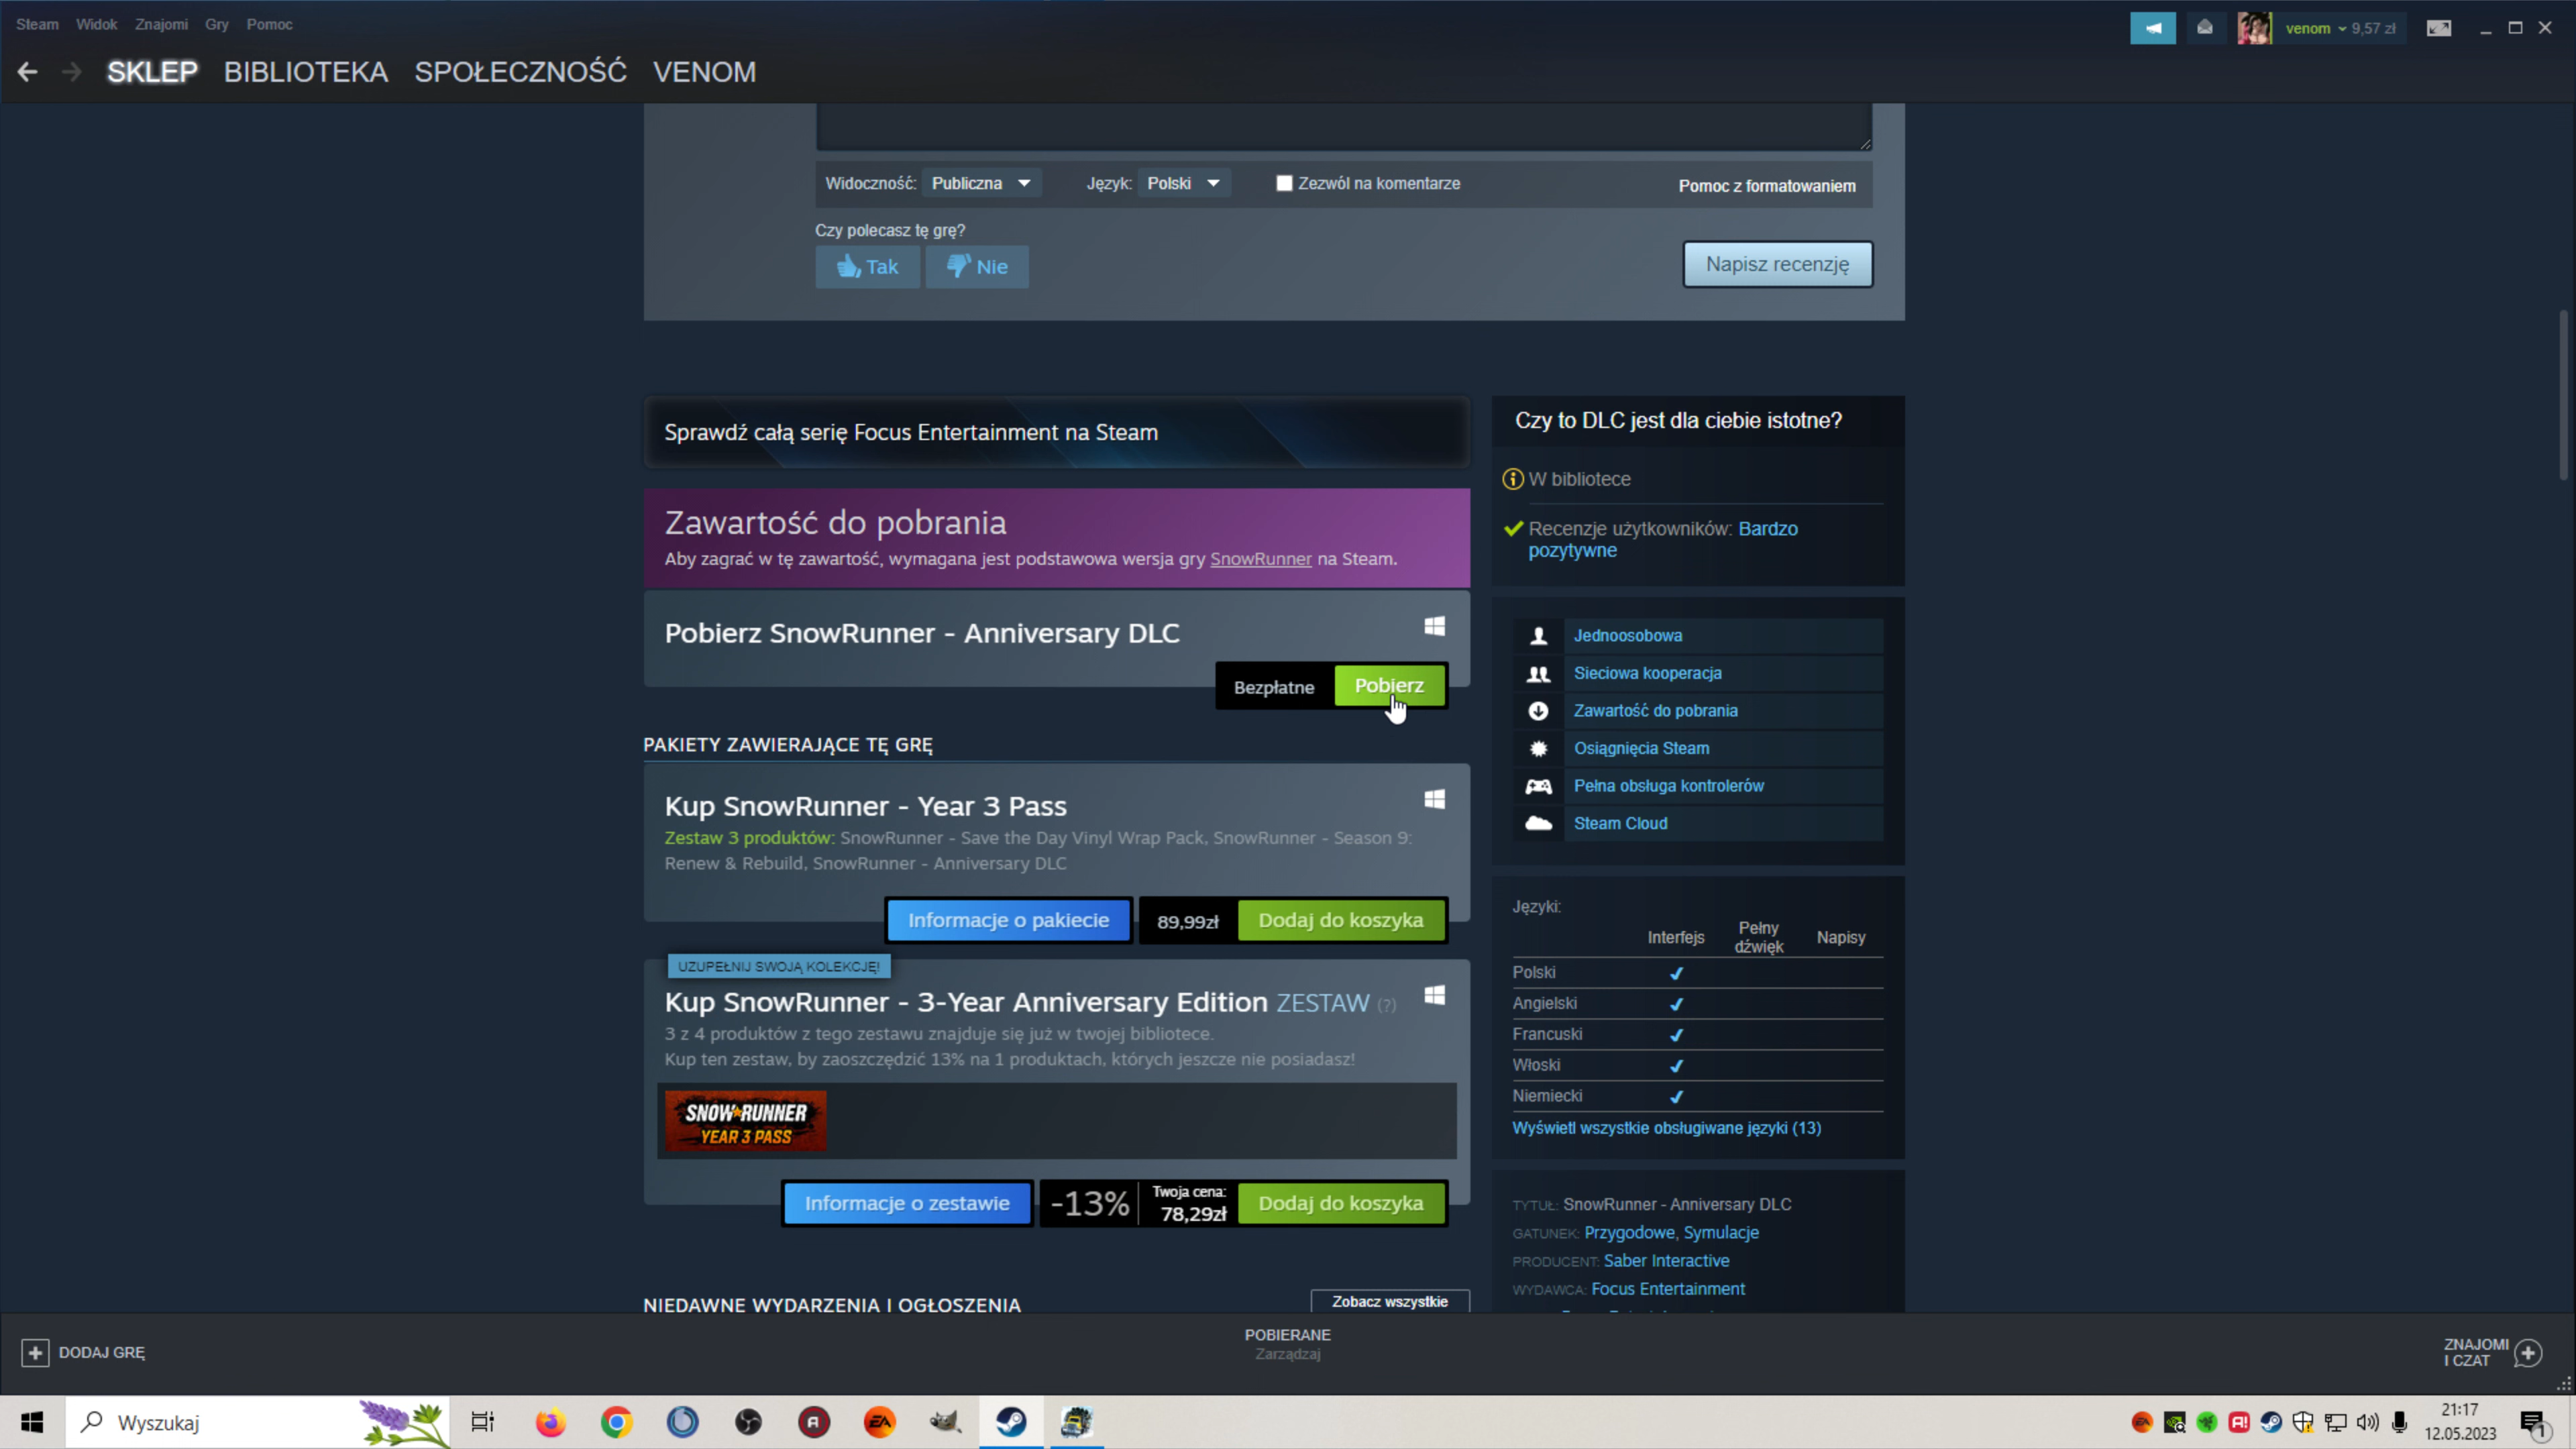 Steam Widok Znajomi Gry Pomoc
venom 9,57 zł
SKLEP BIBLIOTEKA SPOŁECZNOŚĆ VENOM
Widoczność: Publiczna Język: Polski Zezwól na komentarze Pomoc z formatowaniem
Czy polecasz tę grę?
Tak Nie Napisz recenzję
Sprawdź całą serię Focus Entertainment na Steam
Zawartość do pobrania
Aby zagrać w tę zawartość, wymagana jest podstawowa wersja gry SnowRunner na Steam.
Pobierz SnowRunner - Anniversary DLC
Bezpłatne Pobierz
PAKIETY ZAWIERAJĄCE TĘ GRĘ
Kup SnowRunner - Year 3 Pass
Zestaw 3 produktów: SnowRunner - Save the Day Vinyl Wrap Pack, SnowRunner - Season 9:
Renew & Rebuild, SnowRunner - Anniversary DLC
Informacje o pakiecie 89,99zł Dodaj do koszyka
UZUPEŁNIJ SWOJĄ KOLEKCJĘ!
Kup SnowRunner - 3-Year Anniversary Edition ZESTAW (?)
3 z 4 produktów z tego zestawu znajduje się już w twojej bibliotece.
Kup ten zestaw, by zaoszczędzić 13% na 1 produktach, których jeszcze nie posiadasz!
SNOW RUNNER
YEAR 3 PASS
Informacje o zestawie -13% Twoja cena: 78,29zł Dodaj do koszyka
NIEDAWNE WYDARZENIA I OGŁOSZENIA Zobacz wszystkie
Czy to DLC jest dla ciebie istotne?
W bibliotece
Recenzje użytkowników: Bardzo
pozytywne
Jednoosobowa
Sieciowa kooperacja
Zawartość do pobrania
Osiągnięcia Steam
Pełna obsługa kontrolerów
Steam Cloud
Języki:
Interfejs Pełny dźwięk Napisy
Polski
Angielski
Francuski
Włoski
Niemiecki
Wyświetl wszystkie obsługiwane języki (13)
TYTUŁ: SnowRunner - Anniversary DLC
GATUNEK: Przygodowe, Symulacje
PRODUCENT: Saber Interactive
WYDAWCA: Focus Entertainment
DODAJ GRĘ
POBIERANE
Zarządzaj
ZNAJOMI
I CZAT
Wyszukaj
21:17
12.05.2023
1